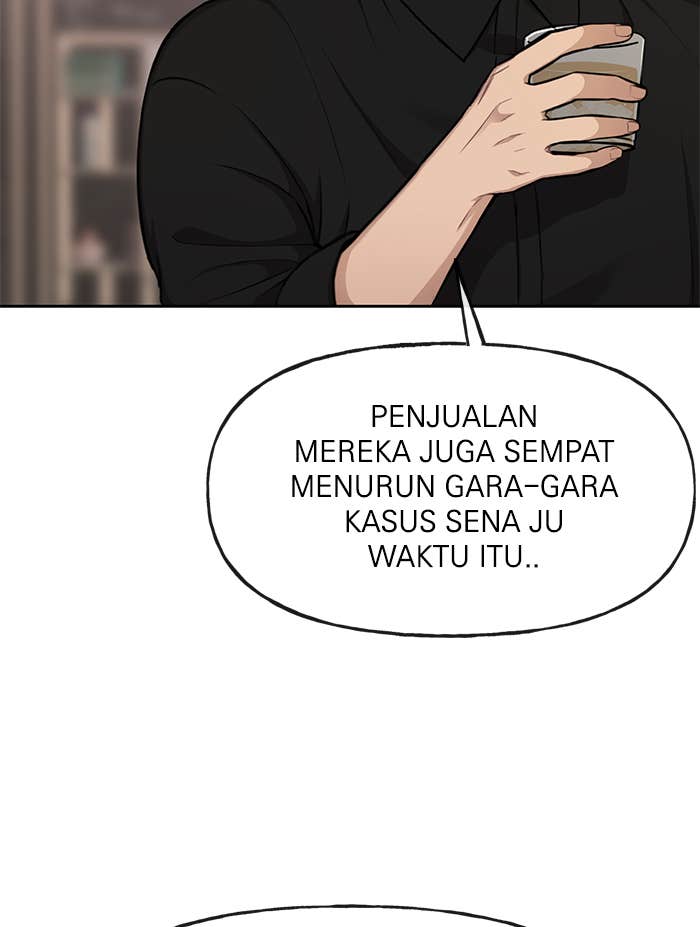 PENJUALAN
MEREKA JUGA SEMPAT
MENURUN GARA-GARA
KASUS SENA JU
WAKTU ITU..